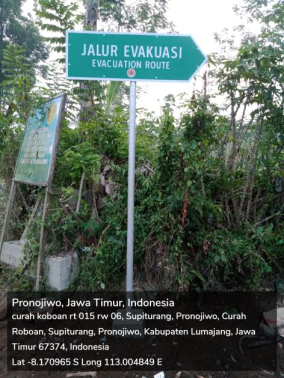 JALUR EVAKUASI
EVACUATION ROUTE
Pronojiwo, Jawa Timur, Indonesia
curah koboan rt 015 rw 06, Supiturang, Pronojiwo, Curah
Roboan, Supiturang, Pronojiwo, Kabupaten Lumajang, Jawa
Timur 67374, Indonesia
Lat -8.170965 S Long 113.004849 E